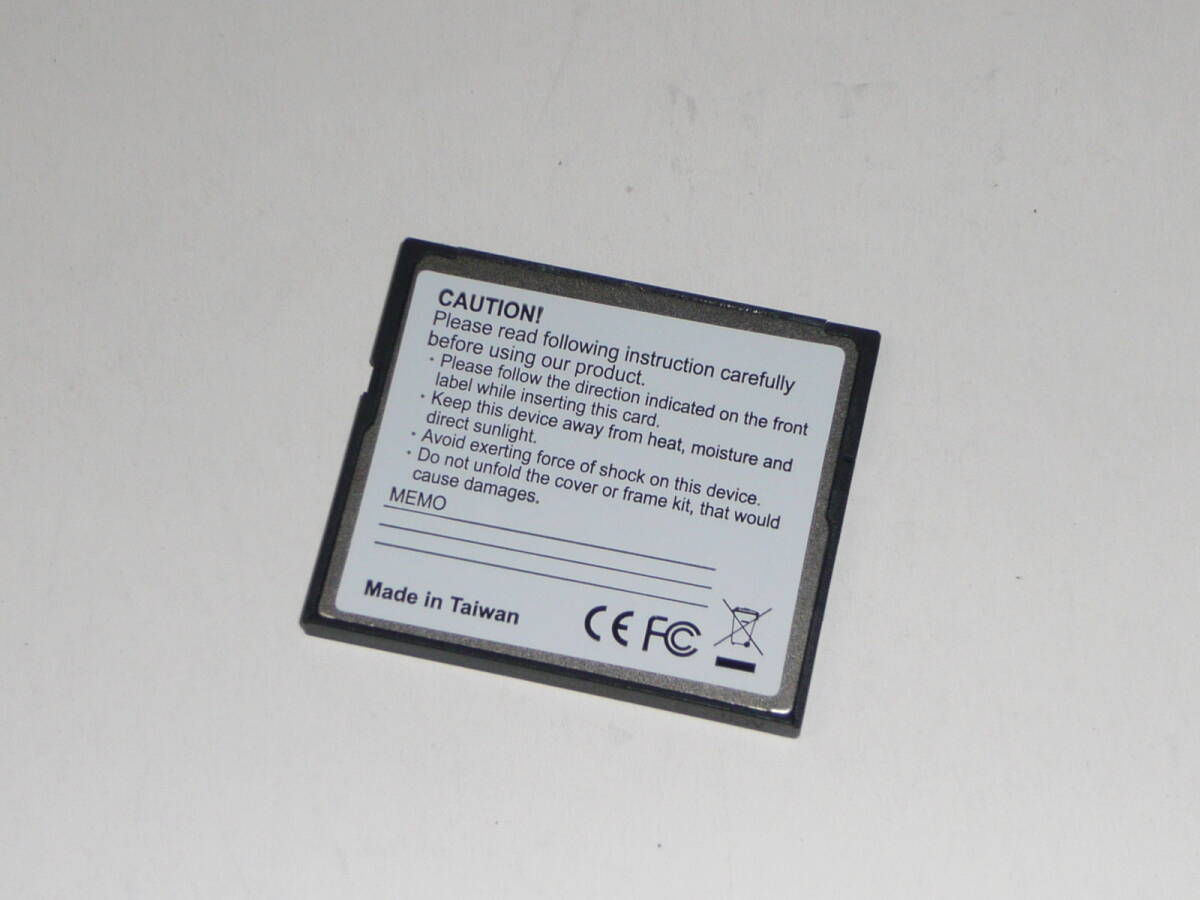 CAUTION!
Please read following instruction carefully
before using our product.
· Please follow the direction indicated on the front
label while inserting this card.
· Keep this device away from heat, moisture and
direct sunlight.
· Avoid exerting force of shock on this device.
· Do not unfold the cover or frame kit, that would
cause damages.
MEMO
Made in Taiwan
CE FC